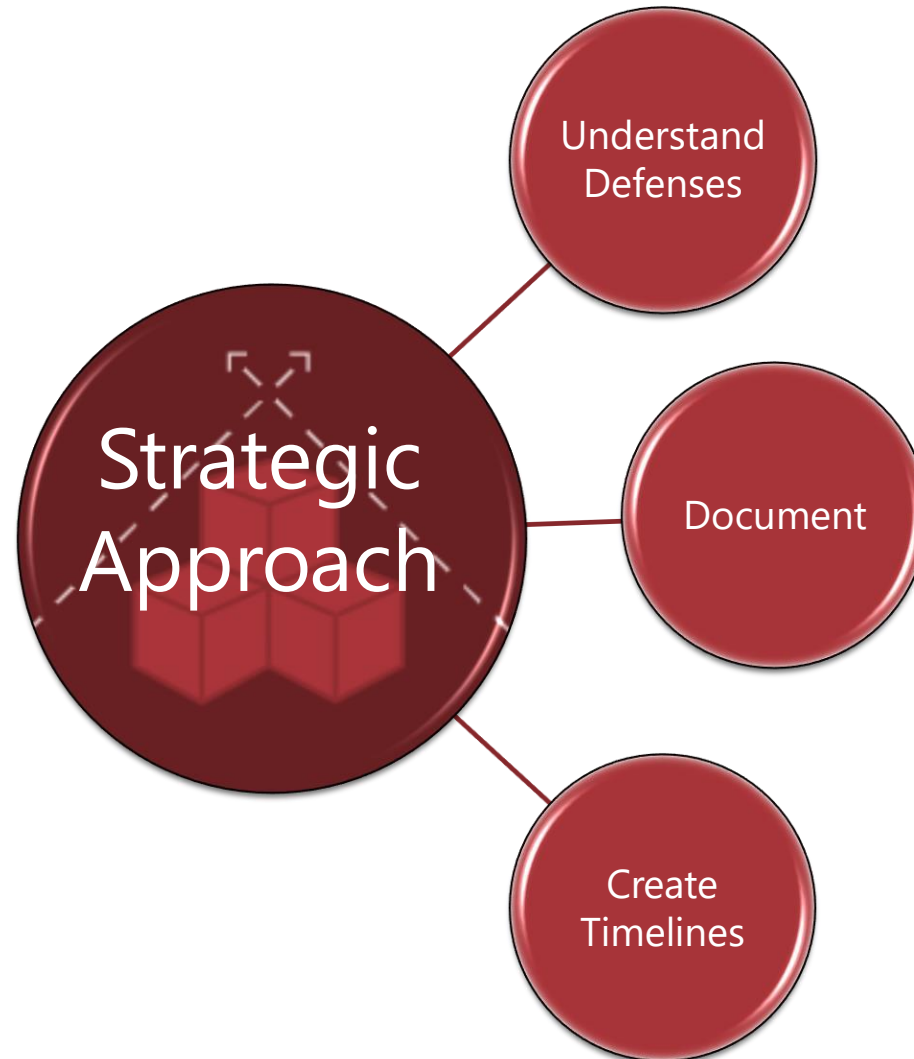 Understand
Defenses
Strategic
Approach
Document
Create
Timelines